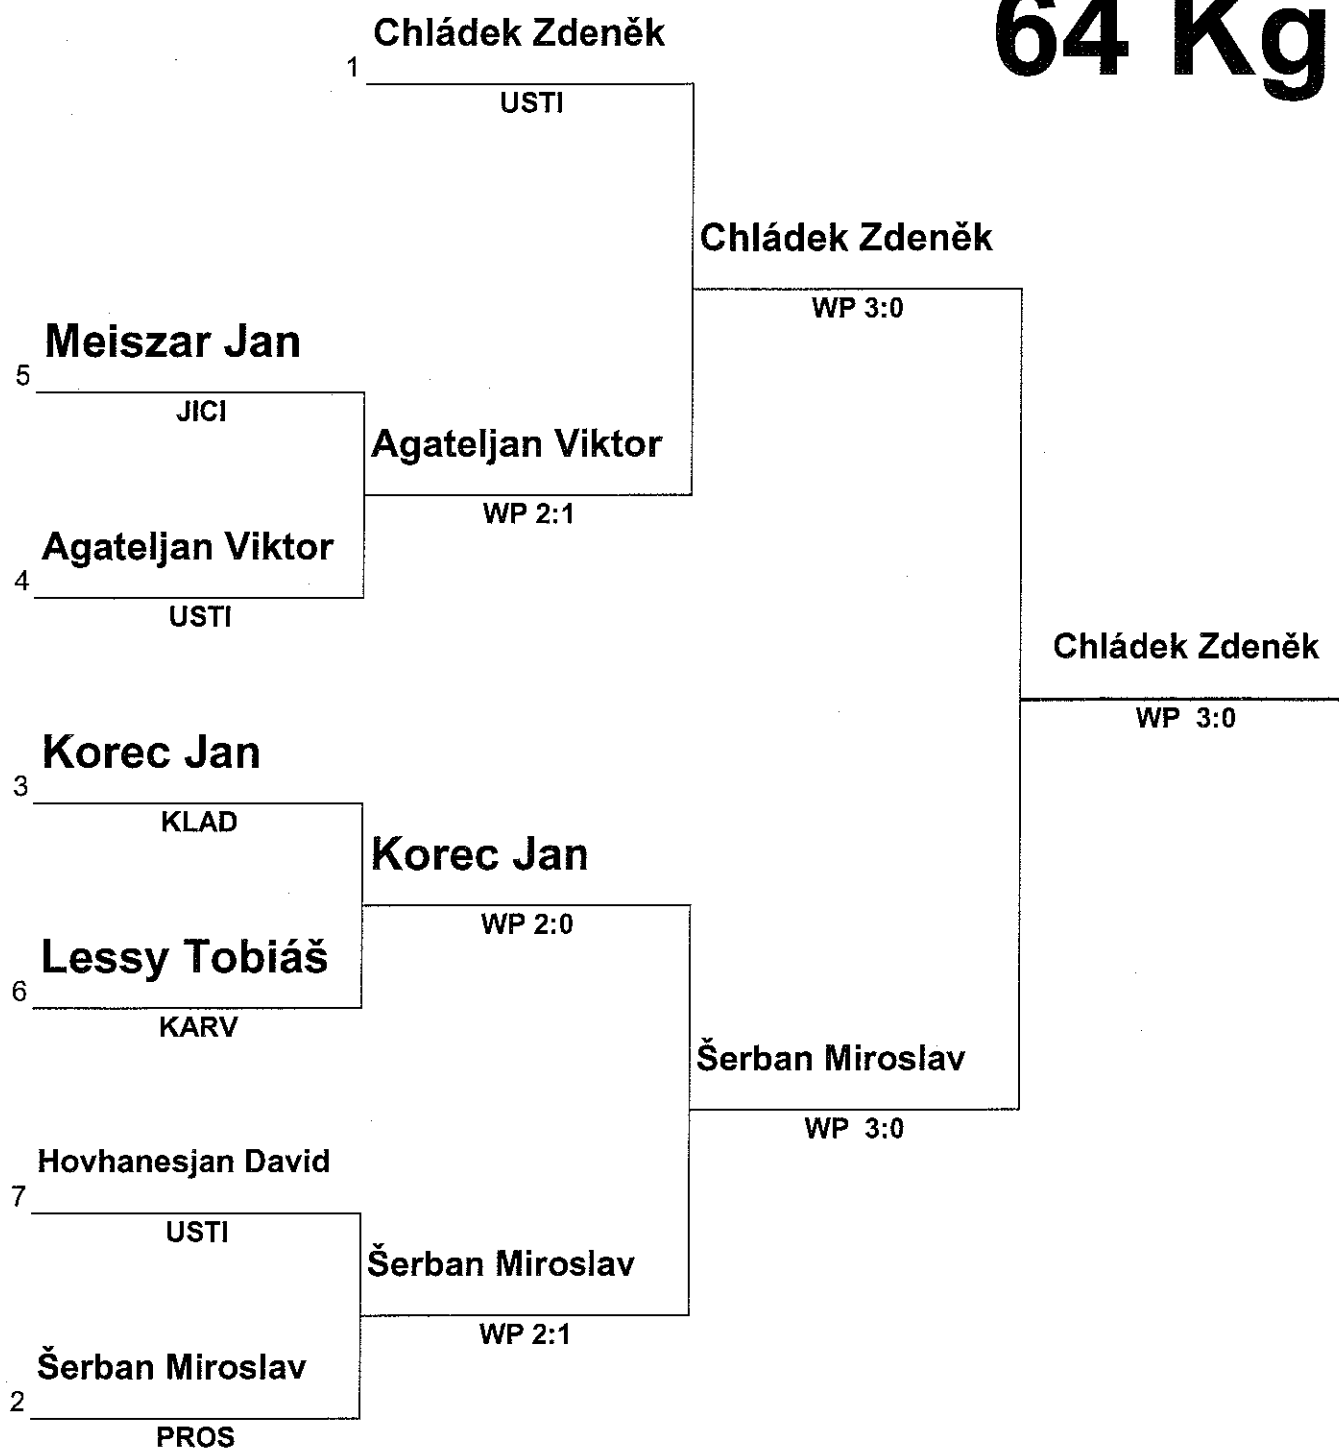 64 Kg
Chládek Zdeněk
1
USTI
Chládek Zdeněk
WP 3:0
Meiszar Jan
5
JICI
Agateljan Viktor
WP 2:1
Agateljan Viktor
4
USTI
Chládek Zdeněk
WP 3:0
Korec Jan
3
KLAD
Korec Jan
WP 2:0
Lessy Tobiáš
6
KARV
Šerban Miroslav
WP 3:0
Hovhanesjan David
7
USTI
Šerban Miroslav
WP 2:1
Šerban Miroslav
2
PROS